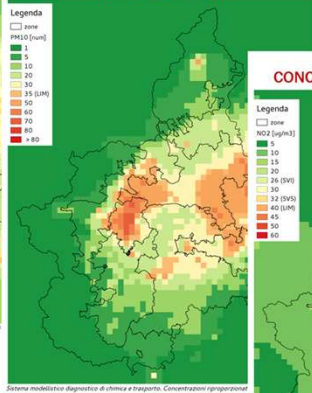 Legenda
zone
PM10 [num]
1
5
10
20
30
35 (LIM)
50
60
70
80
> 80
CONC
Legenda
zone
NO2 [ug/m3]
5
10
15
20
26 (SVI)
30
32 (SVS)
40 (LIM)
45
50
60
Sistema modellistico diagnostico di chimica e trasporto. Concentrazioni riproporzionat